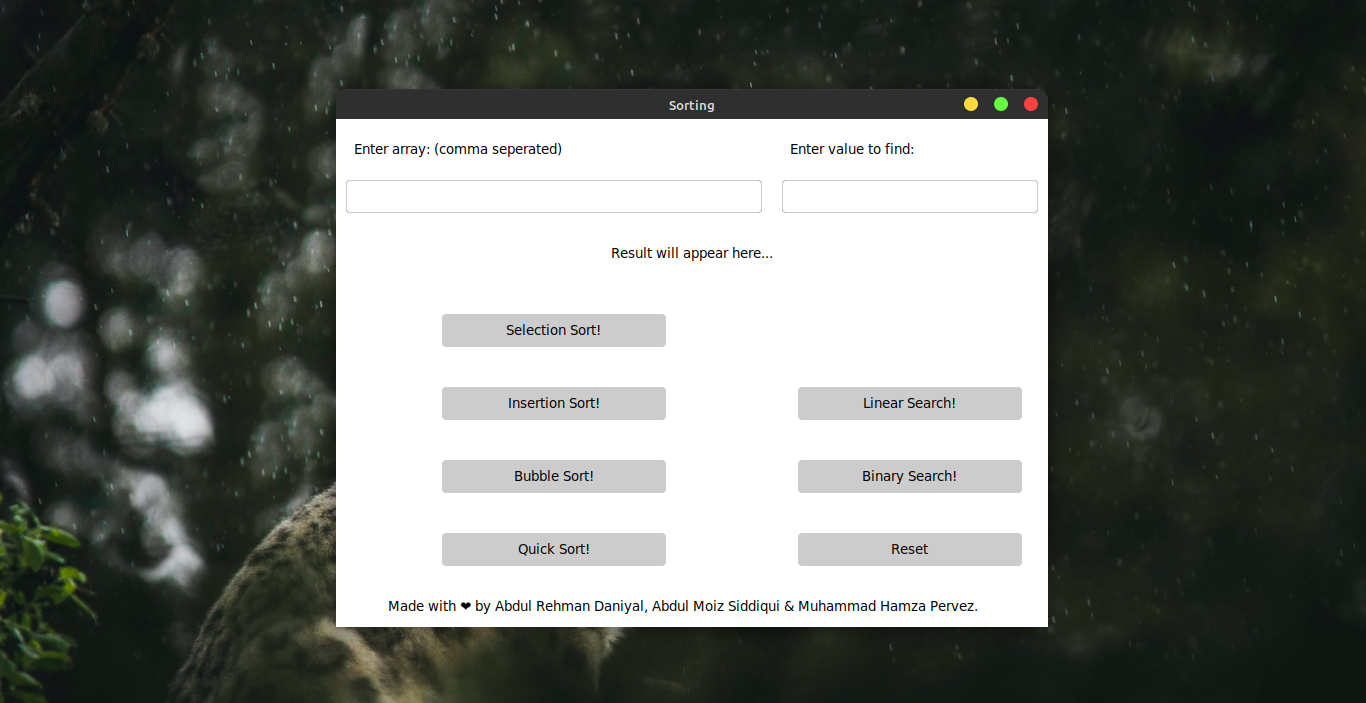 Sorting
Enter array: (comma seperated)
Enter value to find:
Result will appear here...
Selection Sort!
Insertion Sort!
Linear Search!
Bubble Sort!
Binary Search!
Quick Sort!
Reset
Made with ❤ by Abdul Rehman Daniyal, Abdul Moiz Siddiqui & Muhammad Hamza Pervez.